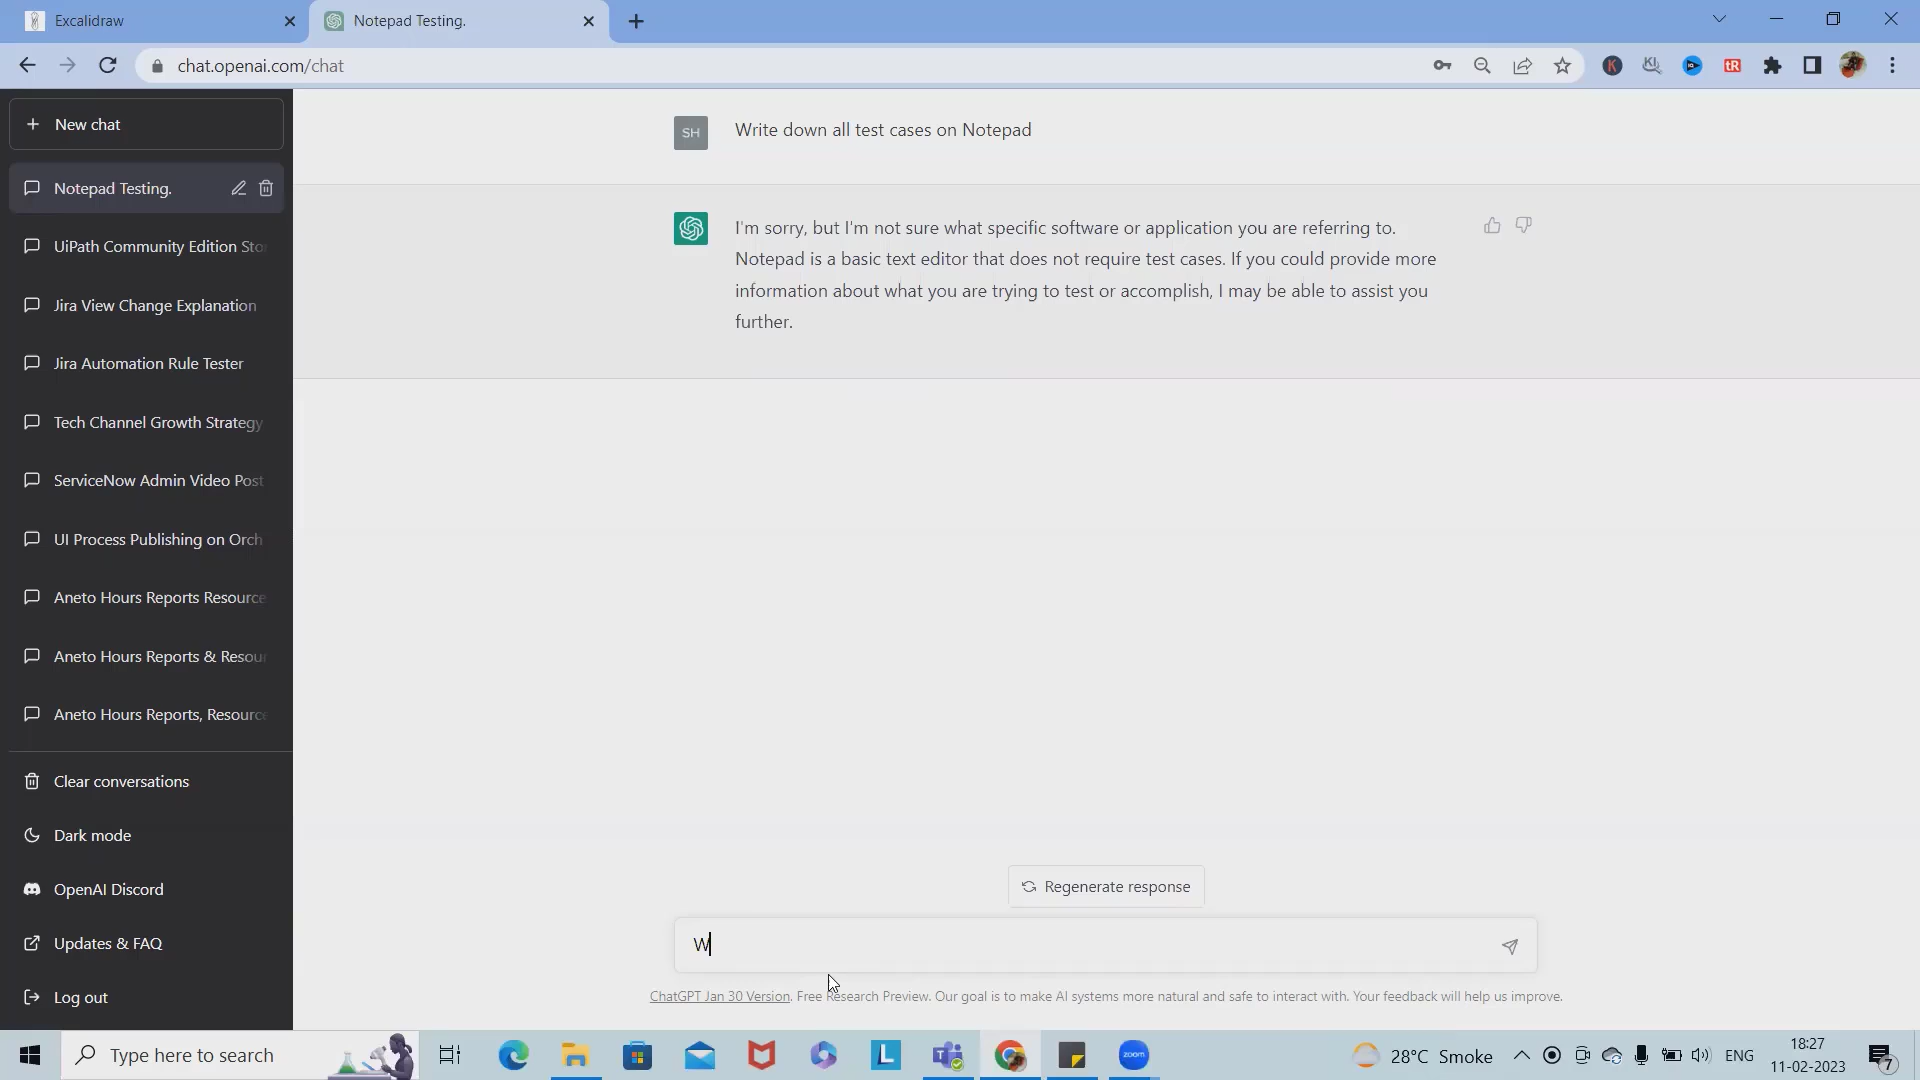 Excalidraw
Notepad Testing.
chat.openai.com/chat
New chat
Notepad Testing.
UiPath Community Edition Sto
Jira View Change Explanation
Jira Automation Rule Tester
Tech Channel Growth Strategy
ServiceNow Admin Video Post
UI Process Publishing on Orch
Aneto Hours Reports Resource
Aneto Hours Reports & Resour
Aneto Hours Reports, Resource
Clear conversations
Dark mode
OpenAI Discord
Updates & FAQ
Log out
SH
Write down all test cases on Notepad
I'm sorry, but I'm not sure what specific software or application you are referring to.
Notepad is a basic text editor that does not require test cases. If you could provide more
information about what you are trying to test or accomplish, I may be able to assist you
further.
Regenerate response
W
ChatGPT Jan 30 Version. Free Research Preview. Our goal is to make AI systems more natural and safe to interact with. Your feedback will help us improve.
Type here to search
L
zoom
28°C Smoke
ENG
18:27
11-02-2023
7